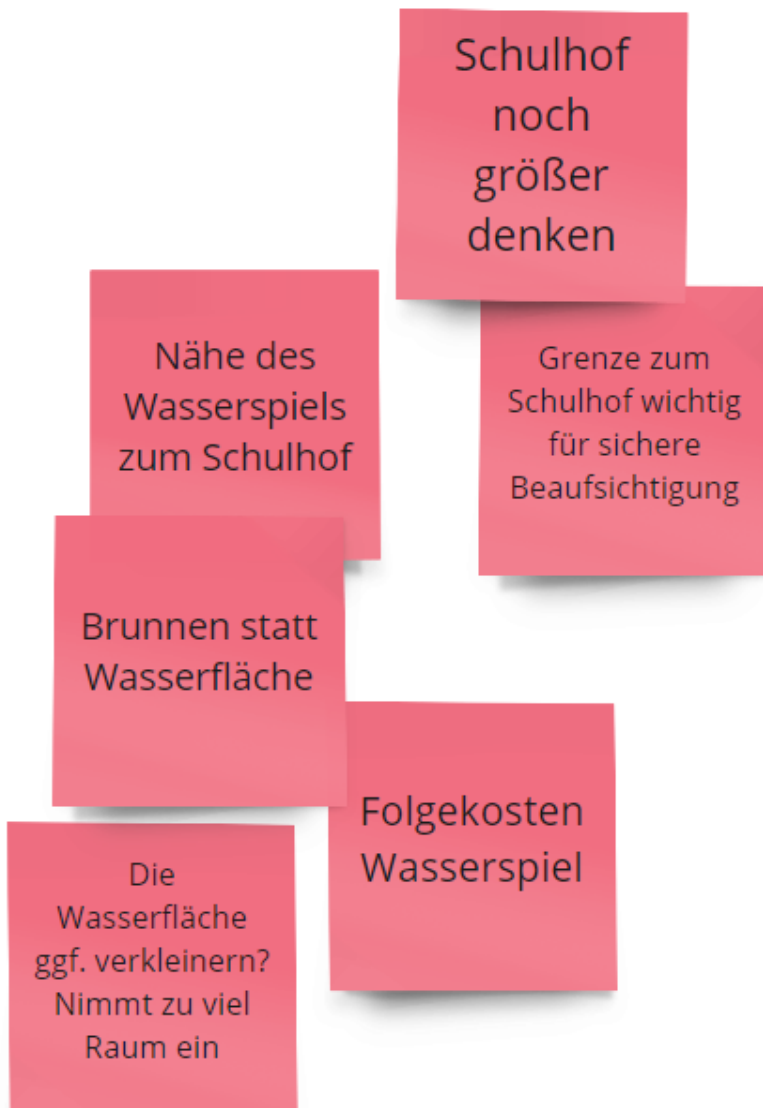 Schulhof
noch
größer
denken
Nähe des
Wasserspiels
zum Schulhof
Grenze zum
Schulhof wichtig
für sichere
Beaufsichtigung
Brunnen statt
Wasserfläche
Folgekosten
Wasserspiel
Die
Wasserfläche
ggf. verkleinern?
Nimmt zu viel
Raum ein